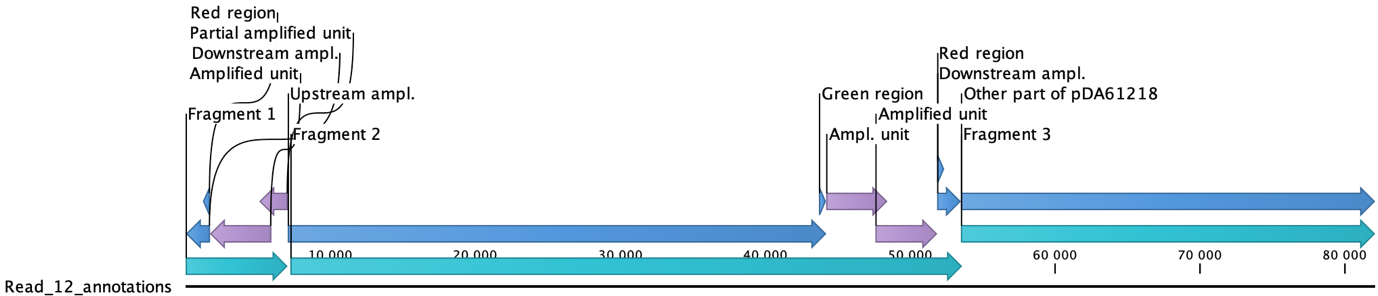 Red region
Partial amplified unit
Downstream ampl.
Red region
Amplified unit
Downstream ampl.
Upstream ampl.
Green region
Other part of pDA61218
Fragment 1
Amplified unit
Fragment 2
Ampl. unit
Fragment 3
10 000
20 000
30 000
40 000
50 000
60 000
70 000
80 000
Read_12_annotations